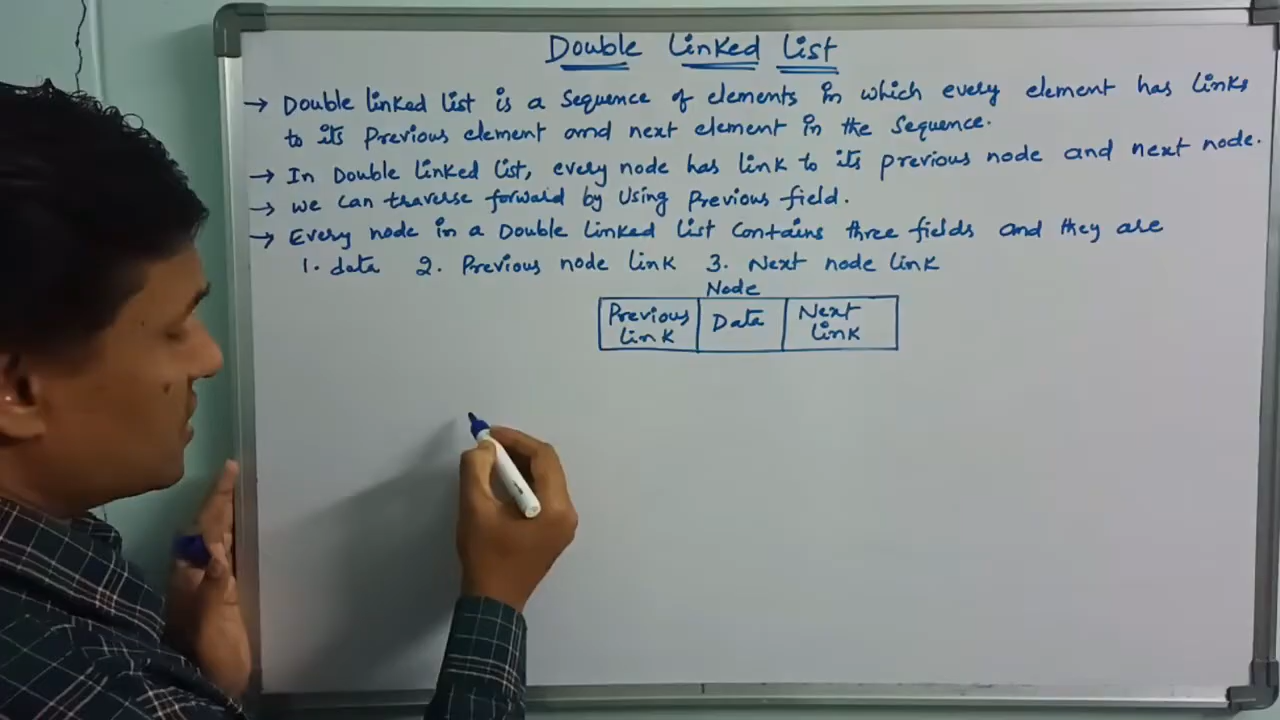 Double Linked List
→ Double linked list is a sequence of elements in which every element has links
to its Previous element and next element in the sequence.
→ In Double linked list, every node has link to its previous node and next node.
→ we can traverse forward by using previous field.
→ Every node in a Double linked list contains three fields and they are
1. data 2. Previous node link 3. Next node link
Node
Previous Data Next
link link